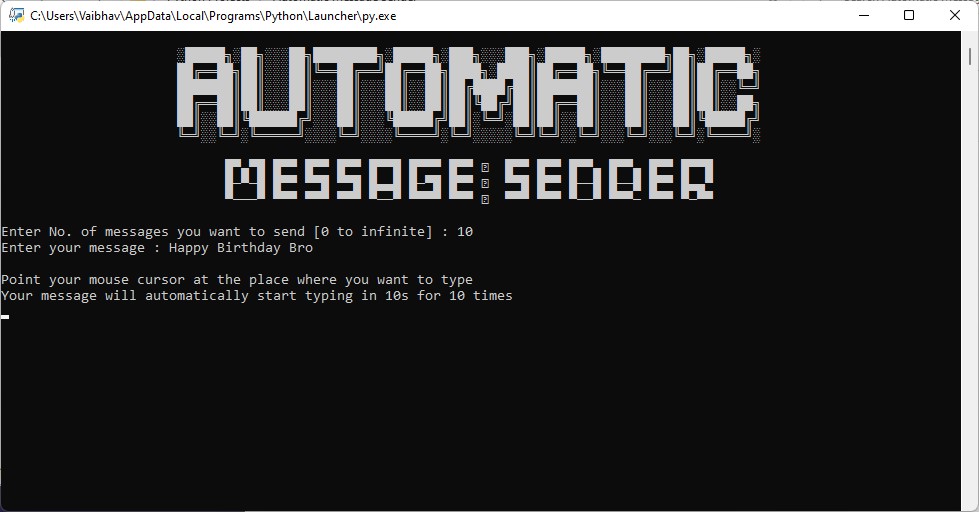 C:\Users\Vaibhav\AppData\Local\Programs\Python\Launcher\py.exe
AUTOMATIC
MESSAGE SENDER
Enter No. of messages you want to send [0 to infinite] : 10
Enter your message : Happy Birthday Bro
Point your mouse cursor at the place where you want to type
Your message will automatically start typing in 10s for 10 times